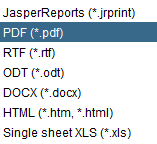 JasperReports (*.jrprint)
PDF (*.pdf)
RTF (*.rtf)
ODT (*.odt)
DOCX (*.docx)
HTML (*.htm, *.html)
Single sheet XLS (*.xls)